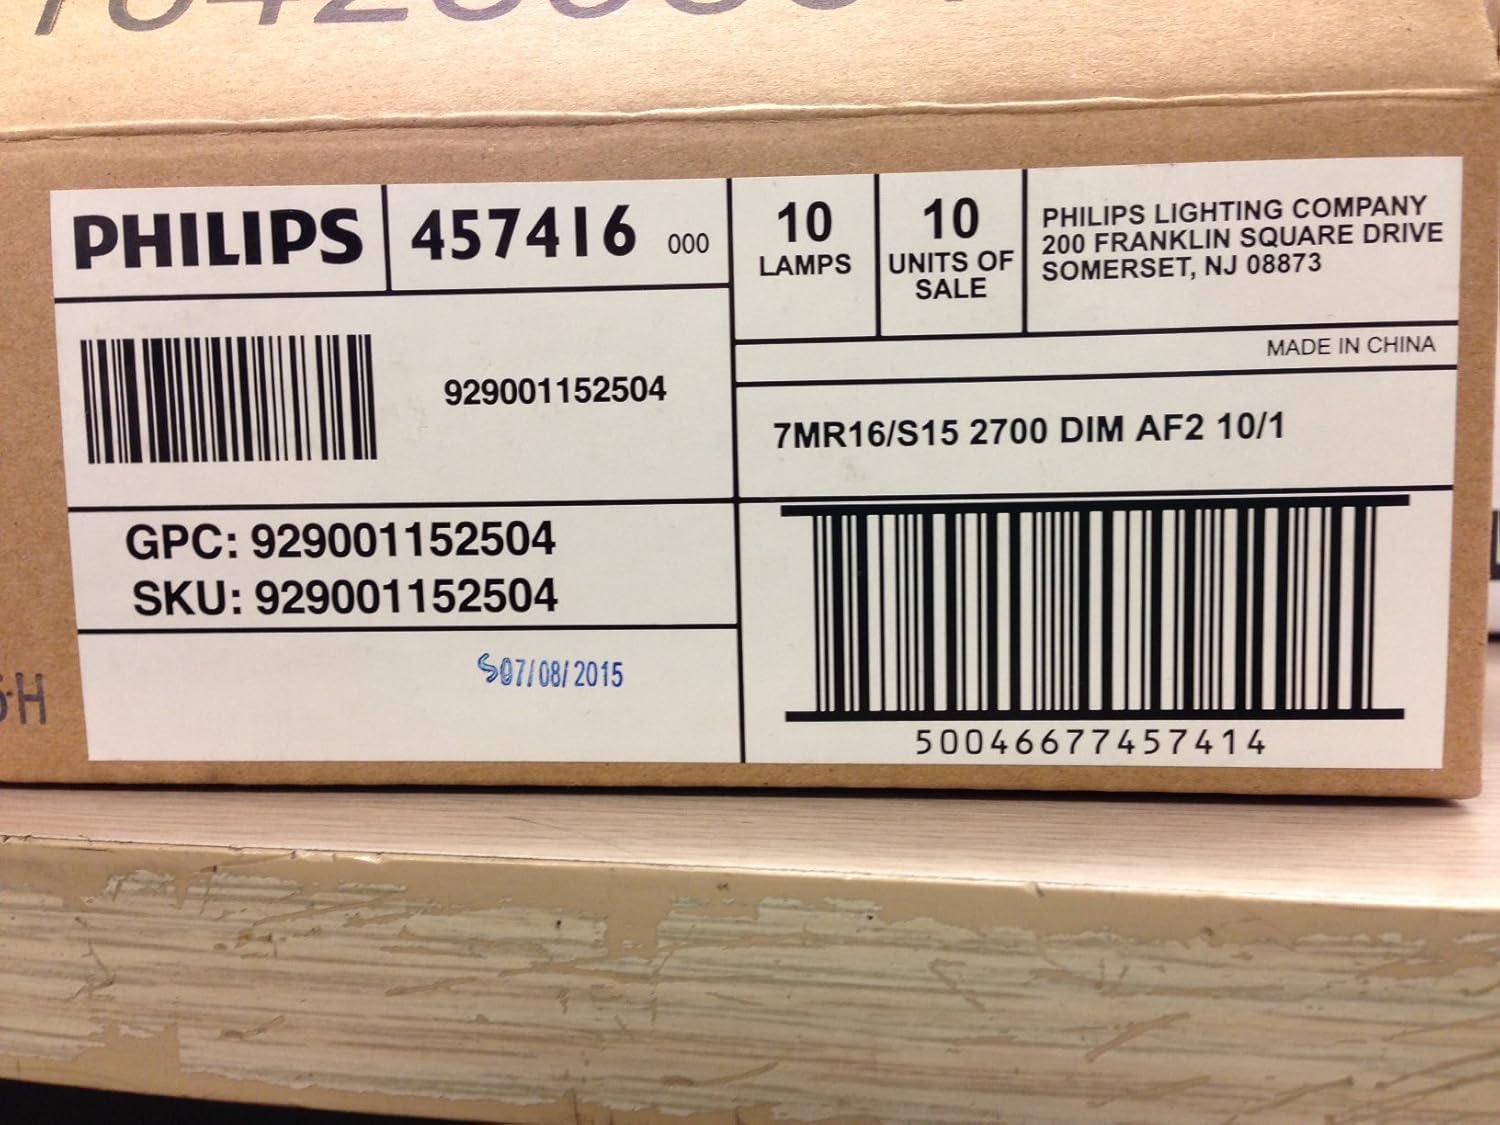 PHILIPS
457416 000
10
LAMPS
10
UNITS OF
SALE
PHILIPS LIGHTING COMPANY
200 FRANKLIN SQUARE DRIVE
SOMERSET, NJ 08873
MADE IN CHINA
929001152504
7MR16/S15 2700 DIM AF2 10/1
GPC: 929001152504
SKU: 929001152504
S07/08/2015
50046677457414